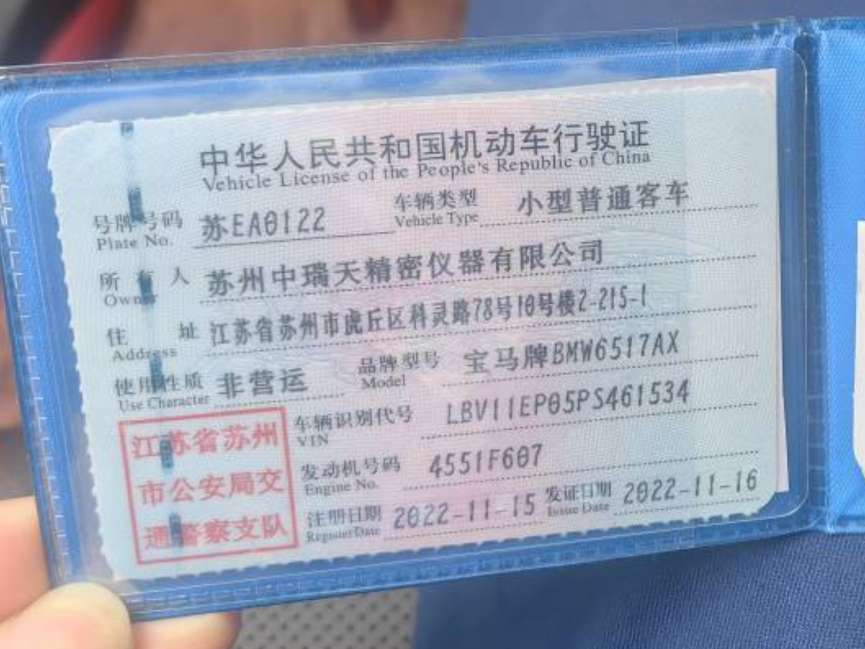 中华人民共和国机动车行驶证
Vehicle License of the People's Republic of China
号牌号码 苏EA0122 车辆类型 小型普通客车
Plate No. Vehicle Type
所有人 苏州中瑞天精密仪器有限公司
Owner
住址 江苏省苏州市虎丘区科灵路78号10号楼2-215-1
Address
使用性质 非营运 品牌型号 宝马牌BMW6517AX
Use Character Model
江苏省苏州 车辆识别代号 LBV11EP05PS461534
VIN
市公安局交 发动机号码 4551F607
Engine No.
通警察支队 注册日期 2022-11-15 发证日期 2022-11-16
Register Date Issue Date